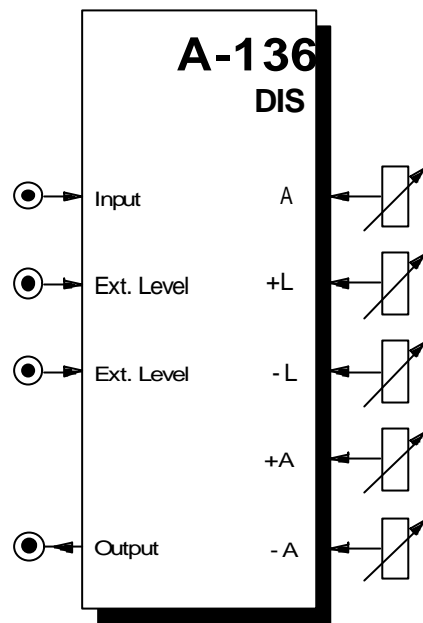 A-136
DIS
Input A
Ext. Level +L
Ext. Level -L
+A
Output -A